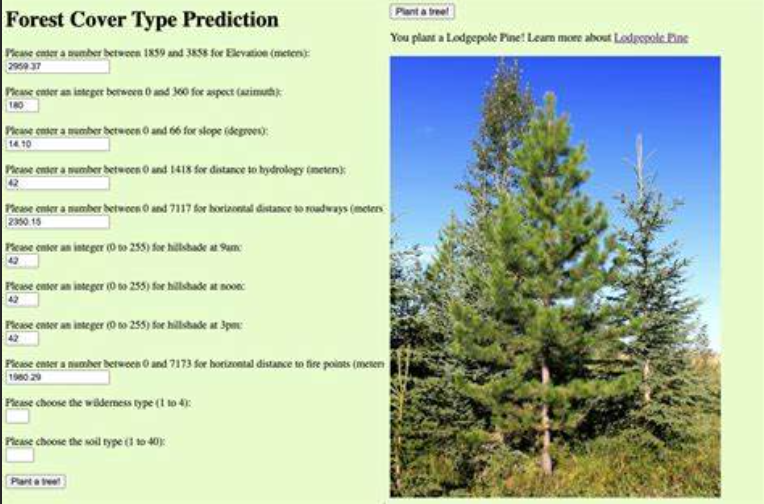 Forest Cover Type Prediction
Please enter a number between 1859 and 3858 for Elevation (meters):
2959.37
Please enter an integer between 0 and 360 for aspect (azimuth):
180
Please enter a number between 0 and 66 for slope (degrees):
14.10
Please enter a number between 0 and 1418 for distance to hydrology (meters):
42
Please enter a number between 0 and 7117 for horizontal distance to roadways (meters
2350.15
Please enter an integer (0 to 255) for hillshade at 9am:
42
Please enter an integer (0 to 255) for hillshade at noon:
42
Please enter an integer (0 to 255) for hillshade at 3pm:
42
Please enter a number between 0 and 7173 for horizontal distance to fire points (meters
1980.29
Please choose the wilderness type (1 to 4):
Please choose the soil type (1 to 40):
Plant a tree!
Plant a tree!
You plant a Lodgepole Pine! Learn more about Lodgepole Pine